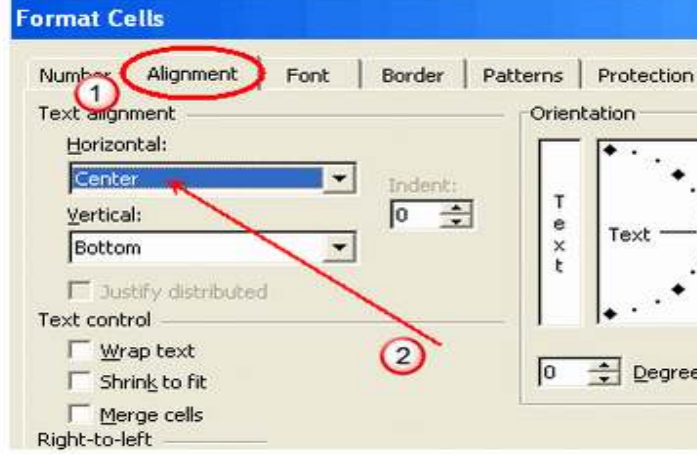 Format Cells
Number Alignment Font Border Patterns Protection
1
Text alignment
Orientation
Horizontal:
Center
Indent:
0
Vertical:
Bottom
Text
Text
Justify distributed
Text control
2
Wrap text
Shrink to fit
0 Degree
Merge cells
Right-to-left